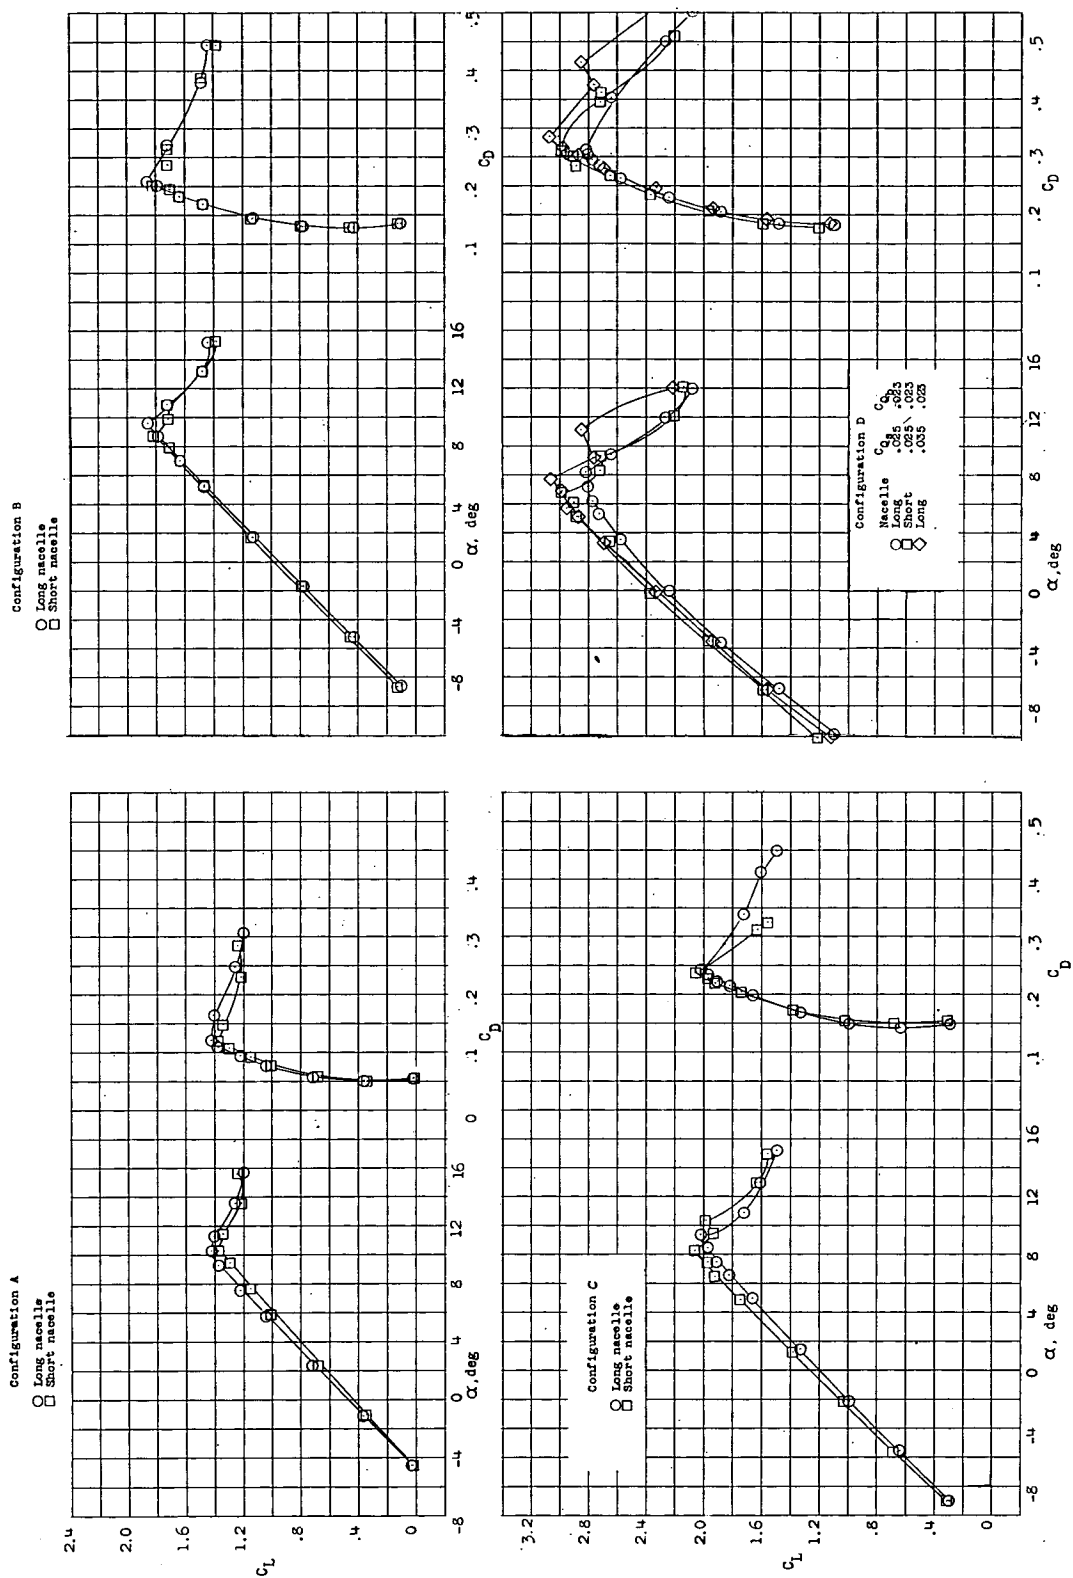 Configuration A
Long nacelle
Short nacelle
2.4
2.0
1.6
1.2
.8
.4
0
C_L
-8
-4
0
4
8
12
16
α, deg
0
.1
.2
.3
.4
C_D
Configuration B
Long nacelle
Short nacelle
-8
-4
0
4
8
12
16
α, deg
.1
.2
.3
.4
.5
C_D
Configuration C
Long nacelle
Short nacelle
3.2
2.8
2.4
2.0
1.6
1.2
.8
.4
0
C_L
-8
-4
0
4
8
12
16
α, deg
.1
.2
.3
.4
.5
C_D
Configuration D
Nacelle C_Qs C_QD
Long .025 .023
Short .025 .023
Long .035 .023
-8
-4
0
4
8
12
16
α, deg
.1
.2
.3
.4
.5
C_D